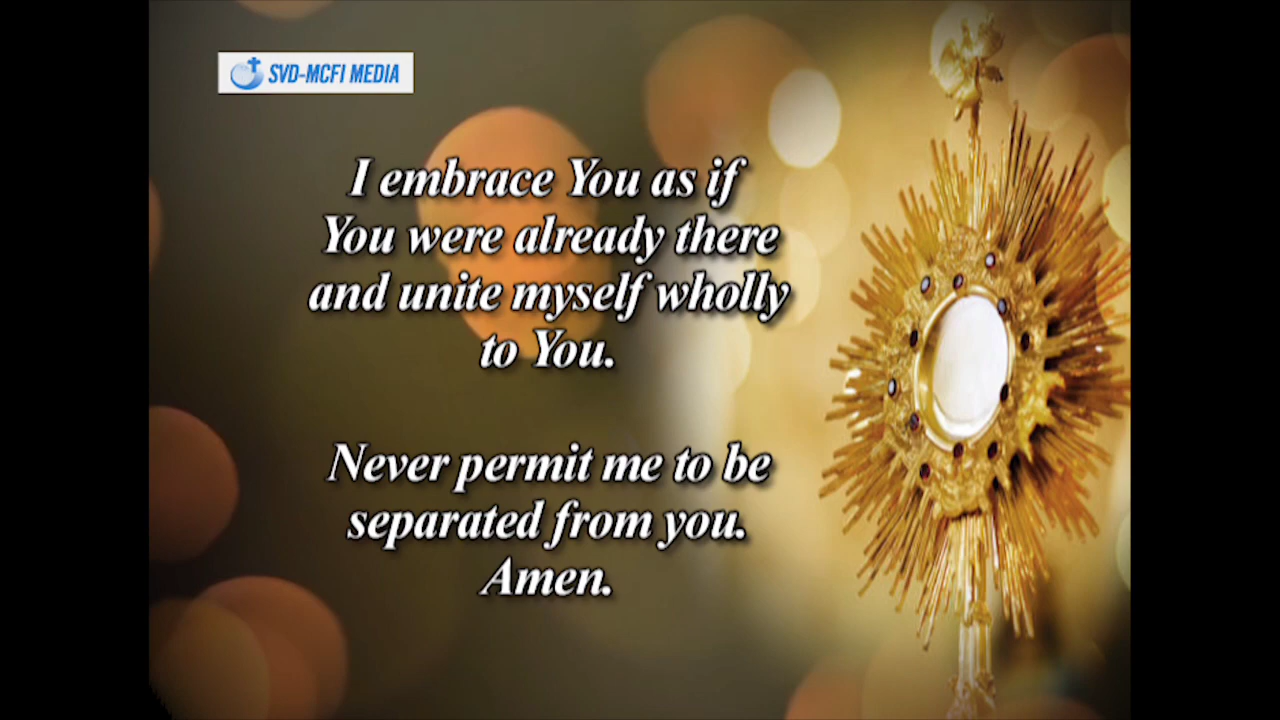 SVD-MCFI MEDIA
I embrace You as if
You were already there
and unite myself wholly
to You.
Never permit me to be
separated from you.
Amen.